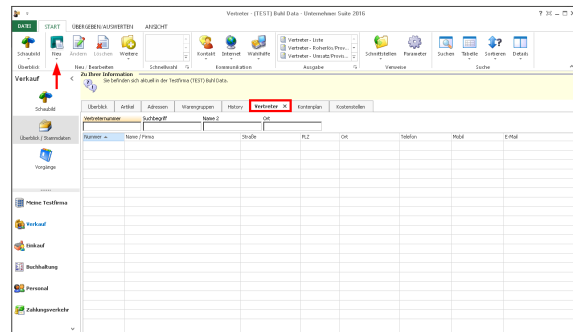 Vertreter - (TEST) Buhl Data - Unternehmer Suite 2016
DATEI START ÜBERGEBEN/AUSWERTEN ANSICHT
Schaubild Neu Ändern Löschen Weitere Kontakt Internet Wahlhilfe Schnittstellen Parameter Suchen Tabelle Sortieren Details
Vertreter - Liste
Vertreter - Roherlös Prov...
Vertreter - Umsatz Provis...
Überblick Neu / Bearbeiten Schnellwahl Kommunikation Ausgabe Verweise Suche
Verkauf
Zu Ihrer Information
Sie befinden sich aktuell in der Testfirma (TEST) Buhl Data.
Schaubild
Überblick / Stammdaten
Vorgänge
Überblick Artikel Adressen Warengruppen History Vertreter Kontenplan Kostenstellen
Vertreternummer Suchbegriff Name 2 Ort
Nummer Name / Firma Straße PLZ Ort Telefon Mobil E-Mail
Meine Testfirma
Verkauf
Einkauf
Buchhaltung
Personal
Zahlungsverkehr